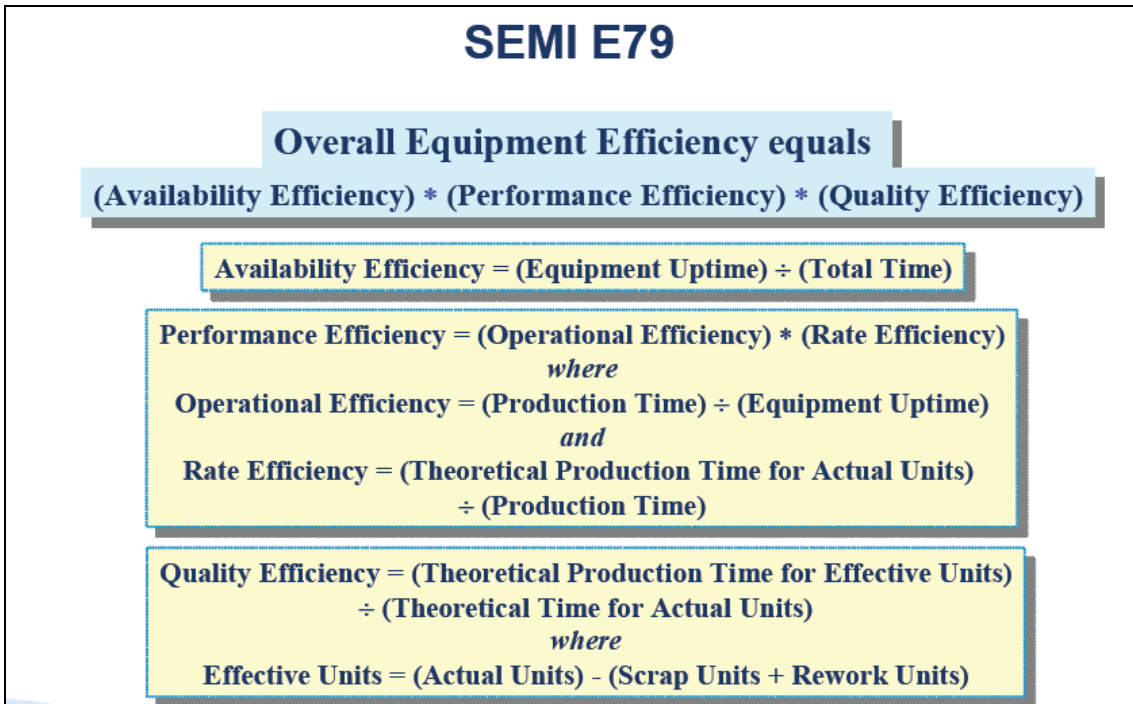 SEMI E79
Overall Equipment Efficiency equals
(Availability Efficiency) * (Performance Efficiency) * (Quality Efficiency)
Availability Efficiency = (Equipment Uptime) ÷ (Total Time)
Performance Efficiency = (Operational Efficiency) * (Rate Efficiency)
where
Operational Efficiency = (Production Time) ÷ (Equipment Uptime)
and
Rate Efficiency = (Theoretical Production Time for Actual Units)
÷ (Production Time)
Quality Efficiency = (Theoretical Production Time for Effective Units)
÷ (Theoretical Time for Actual Units)
where
Effective Units = (Actual Units) - (Scrap Units + Rework Units)